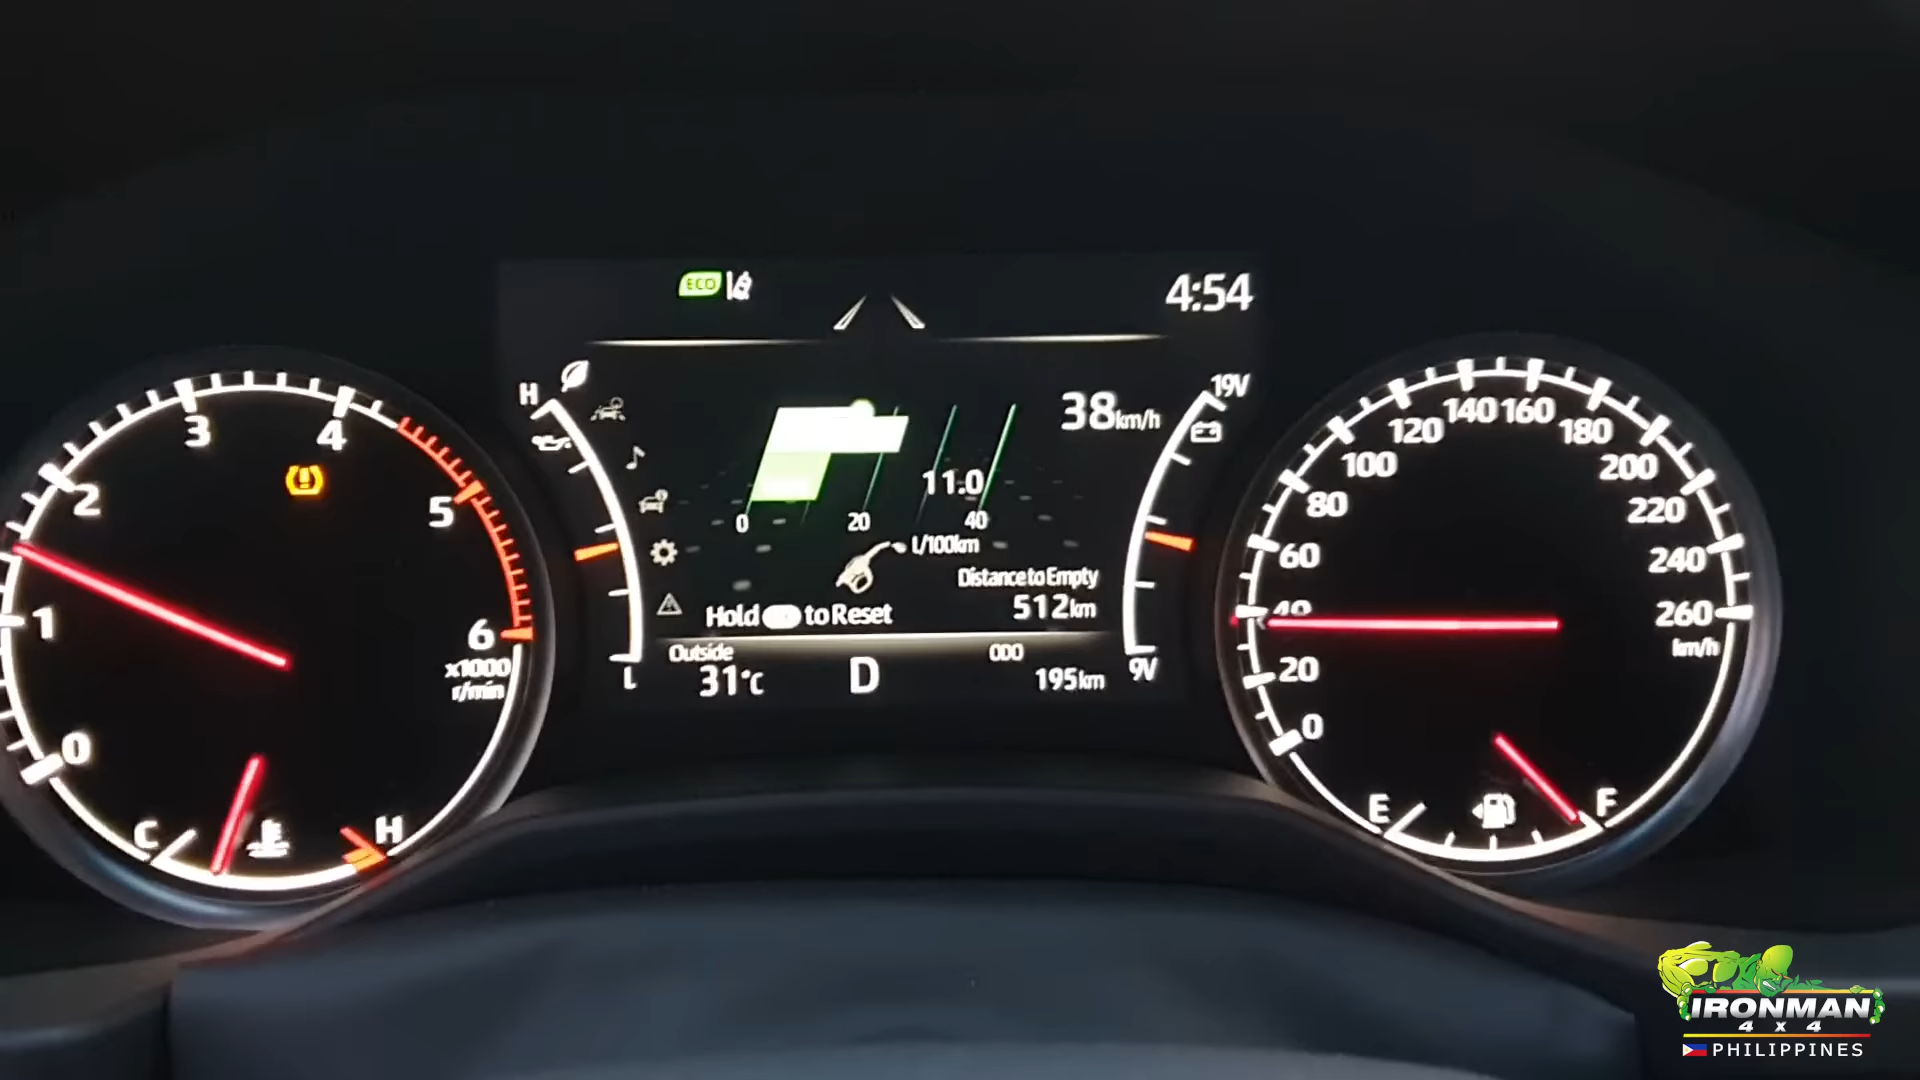 ECO
4:54
H
19V
38km/h
11.0
0 20 40
L/100km
Distance to Empty
512km
Hold to Reset
Outside
31°C
D
ODO
195km
L
9V
0
1
2
3
4
5
6
x1000
r/min
C
H
0
20
40
60
80
100
120
140
160
180
200
220
240
260
km/h
E
F
IRONMAN
4 x 4
PHILIPPINES